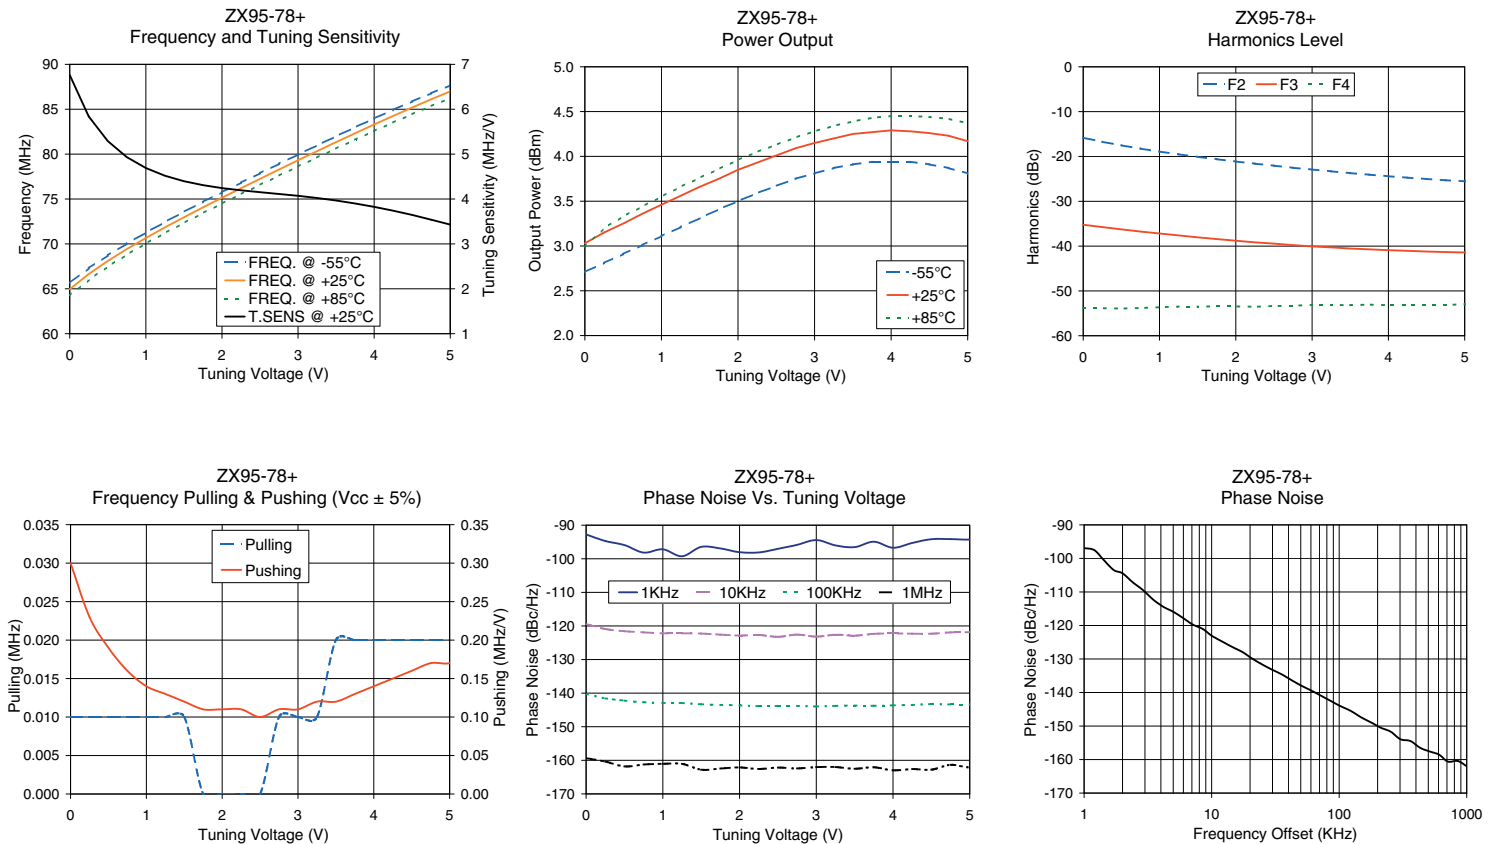 ZX95-78+
Frequency and Tuning Sensitivity
90
85
80
75
70
65
60
7
6
5
4
3
2
1
Frequency (MHz)
Tuning Sensitivity (MHz/V)
FREQ. @ -55°C
FREQ. @ +25°C
FREQ. @ +85°C
T.SENS @ +25°C
0 1 2 3 4 5
Tuning Voltage (V)
ZX95-78+
Power Output
5.0
4.5
4.0
3.5
3.0
2.5
2.0
Output Power (dBm)
-55°C
+25°C
+85°C
0 1 2 3 4 5
Tuning Voltage (V)
ZX95-78+
Harmonics Level
0
-10
-20
-30
-40
-50
-60
Harmonics (dBc)
F2 F3 F4
0 1 2 3 4 5
Tuning Voltage (V)
ZX95-78+
Frequency Pulling & Pushing (Vcc ± 5%)
0.035
0.030
0.025
0.020
0.015
0.010
0.005
0.000
0.35
0.30
0.25
0.20
0.15
0.10
0.05
0.00
Pulling (MHz)
Pushing (MHz/V)
Pulling
Pushing
0 1 2 3 4 5
Tuning Voltage (V)
ZX95-78+
Phase Noise Vs. Tuning Voltage
-90
-100
-110
-120
-130
-140
-150
-160
-170
Phase Noise (dBc/Hz)
1KHz 10KHz 100KHz 1MHz
0 1 2 3 4 5
Tuning Voltage (V)
ZX95-78+
Phase Noise
-90
-100
-110
-120
-130
-140
-150
-160
-170
Phase Noise (dBc/Hz)
1 10 100 1000
Frequency Offset (KHz)